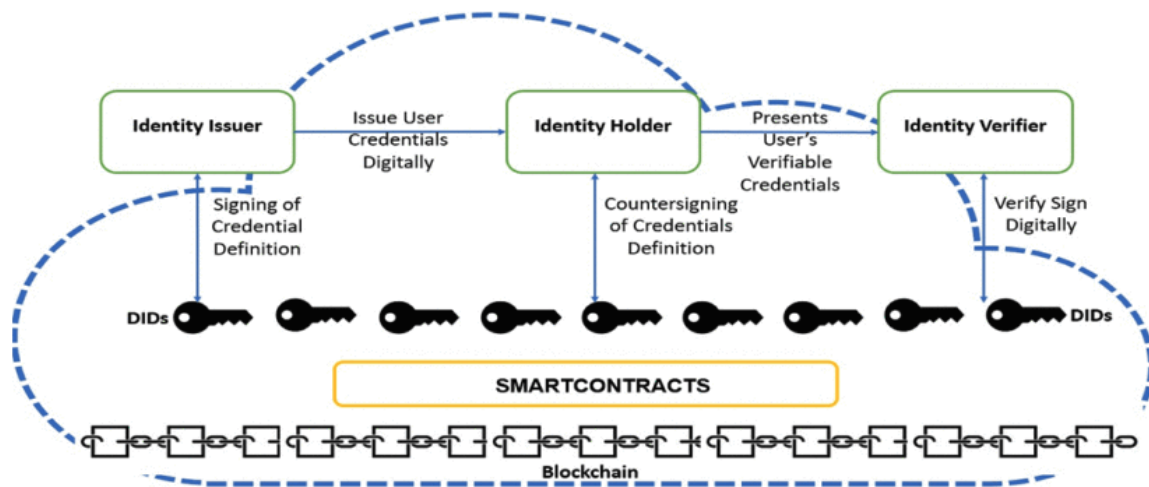 Identity Issuer
Issue User
Credentials
Digitally
Identity Holder
Presents
User's
Verifiable
Credentials
Identity Verifier
Signing of
Credential
Definition
Countersigning
of Credentials
Definition
Verify Sign
Digitally
DIDs
DIDs
SMARTCONTRACTS
Blockchain